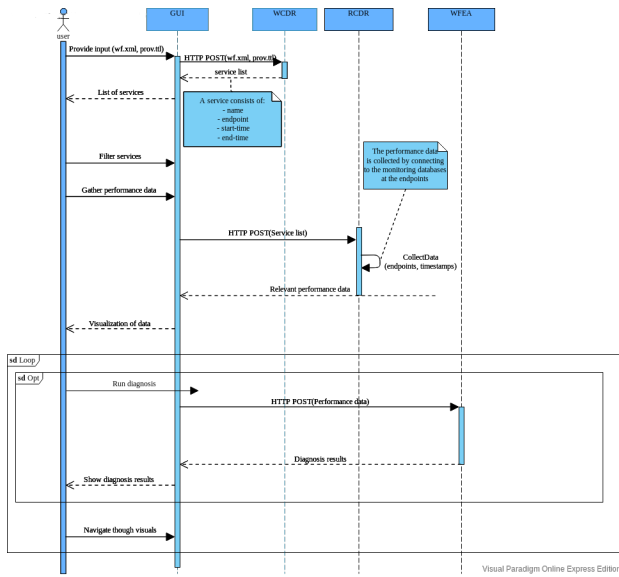 GUI
WCDR
RCDR
WFEA
user
Provide input (wf.xml, prov.ttl)
HTTP POST(wf.xml, prov.ttl)
service list
List of services
A service consists of:
- name
- endpoint
- start-time
- end-time
The performance data
is collected by connecting
to the monitoring databases
at the endpoints
Filter services
Gather performance data
HTTP POST(Service list)
CollectData
(endpoints, timestamps)
Relevant performance data
Visualization of data
sd Loop
sd Opt
Run diagnosis
HTTP POST(Performance data)
Diagnosis results
Show diagnosis results
Navigate though visuals
Visual Paradigm Online Express Edition